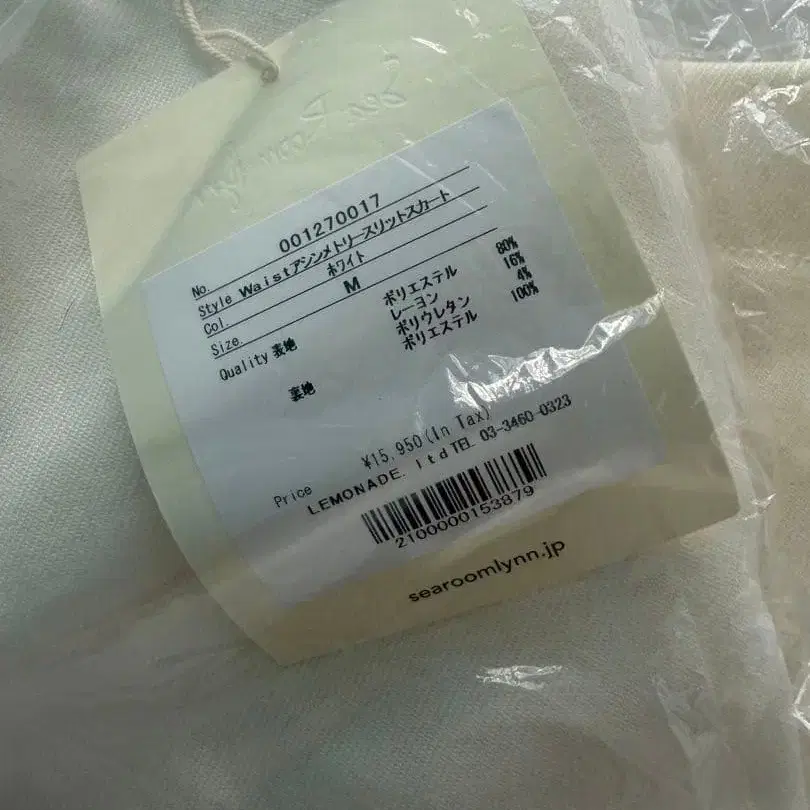 Sea Room lynn
No. 001270017
Style Waistアシンメトリースリットスカート
Col. ホワイト
Size. M
Quality 表地 ポリエステル 80%
レーヨン 16%
ポリウレタン 4%
裏地 ポリエステル 100%
Price ¥15,950(In Tax)
LEMONADE. ltd TEL 03-3460-0323
2100000153879
searoomlynn.jp